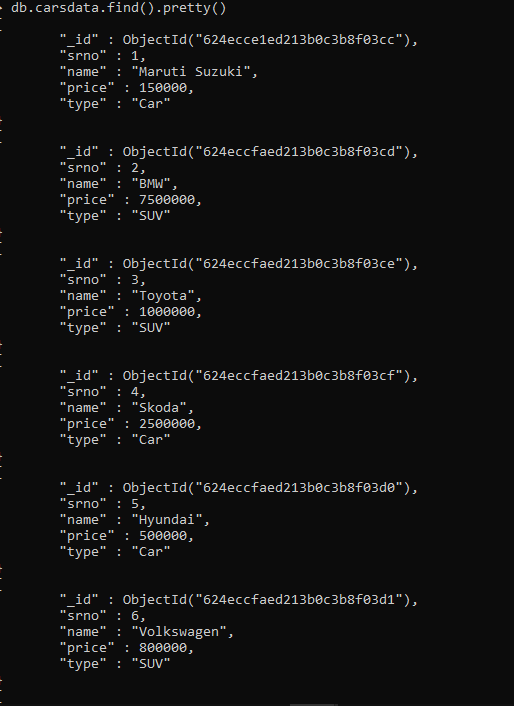 db.carsdata.find().pretty()
"_id" : ObjectId("624ecce1ed213b0c3b8f03cc"),
"srno" : 1,
"name" : "Maruti Suzuki",
"price" : 150000,
"type" : "Car"
"_id" : ObjectId("624eccfaed213b0c3b8f03cd"),
"srno" : 2,
"name" : "BMW",
"price" : 7500000,
"type" : "SUV"
"_id" : ObjectId("624eccfaed213b0c3b8f03ce"),
"srno" : 3,
"name" : "Toyota",
"price" : 1000000,
"type" : "SUV"
"_id" : ObjectId("624eccfaed213b0c3b8f03cf"),
"srno" : 4,
"name" : "Skoda",
"price" : 2500000,
"type" : "Car"
"_id" : ObjectId("624eccfaed213b0c3b8f03d0"),
"srno" : 5,
"name" : "Hyundai",
"price" : 500000,
"type" : "Car"
"_id" : ObjectId("624eccfaed213b0c3b8f03d1"),
"srno" : 6,
"name" : "Volkswagen",
"price" : 800000,
"type" : "SUV"